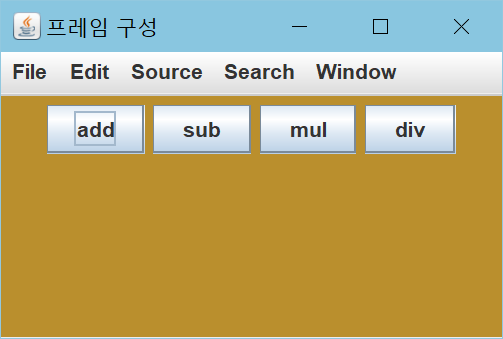 프레임 구성
File Edit Source Search Window
add sub mul div